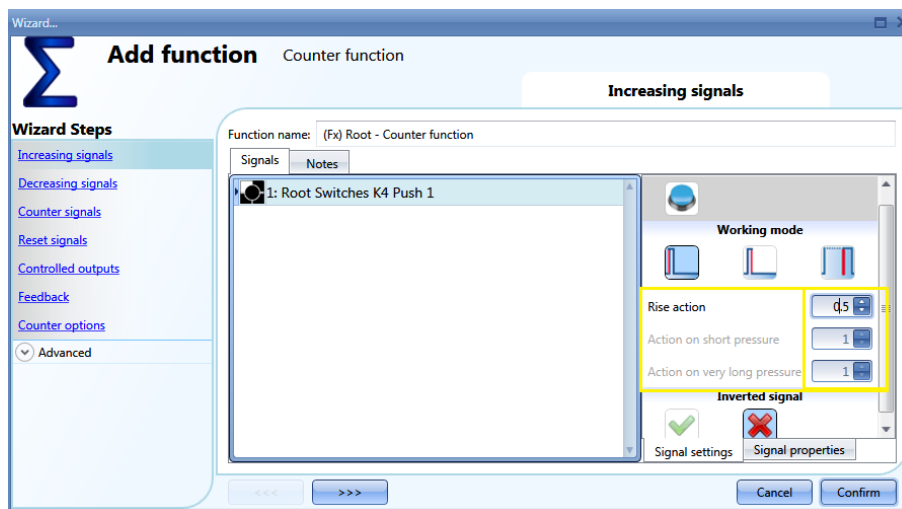 Wizard...
Add function Counter function
Increasing signals
Wizard Steps
Increasing signals
Decreasing signals
Counter signals
Reset signals
Controlled outputs
Feedback
Counter options
Advanced
Function name: (Fx) Root - Counter function
Signals Notes
1: Root Switches K4 Push 1
Working mode
Rise action 0.5
Action on short pressure 1
Action on very long pressure 1
Inverted signal
Signal settings Signal properties
<<< >>> Cancel Confirm